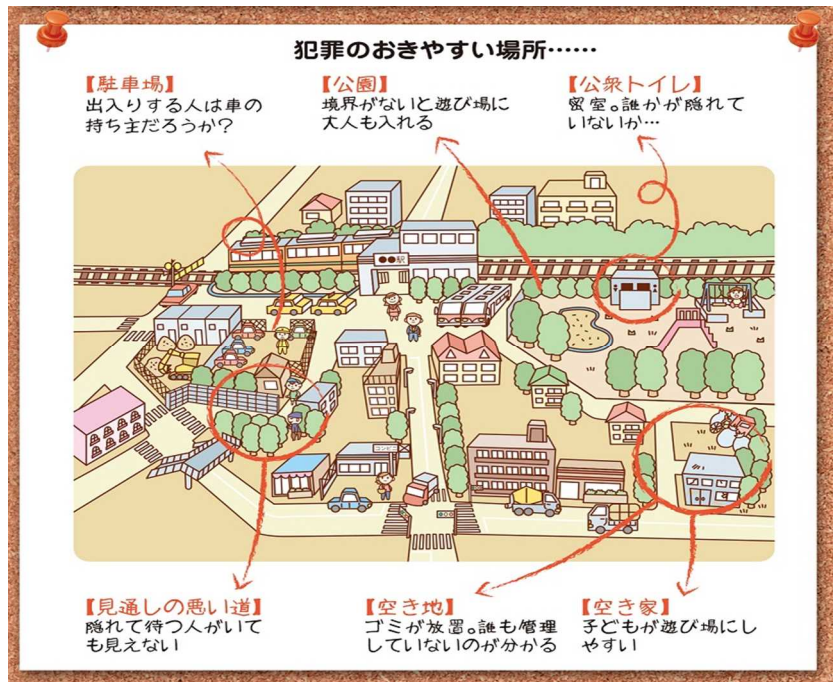 犯罪のおきやすい場所……
【駐車場】
出入りする人は車の
持ち主だろうか?
【公園】
境界がないと遊び場に
大人も入れる
【公衆トイレ】
密室。誰かが隠れて
いないか…
●●駅
コンビニ
【見通しの悪い道】
隠れて待つ人がいて
も見えない
【空き地】
ゴミが放置。誰も管理
していないのが分かる
【空き家】
子どもが遊び場にし
やすい